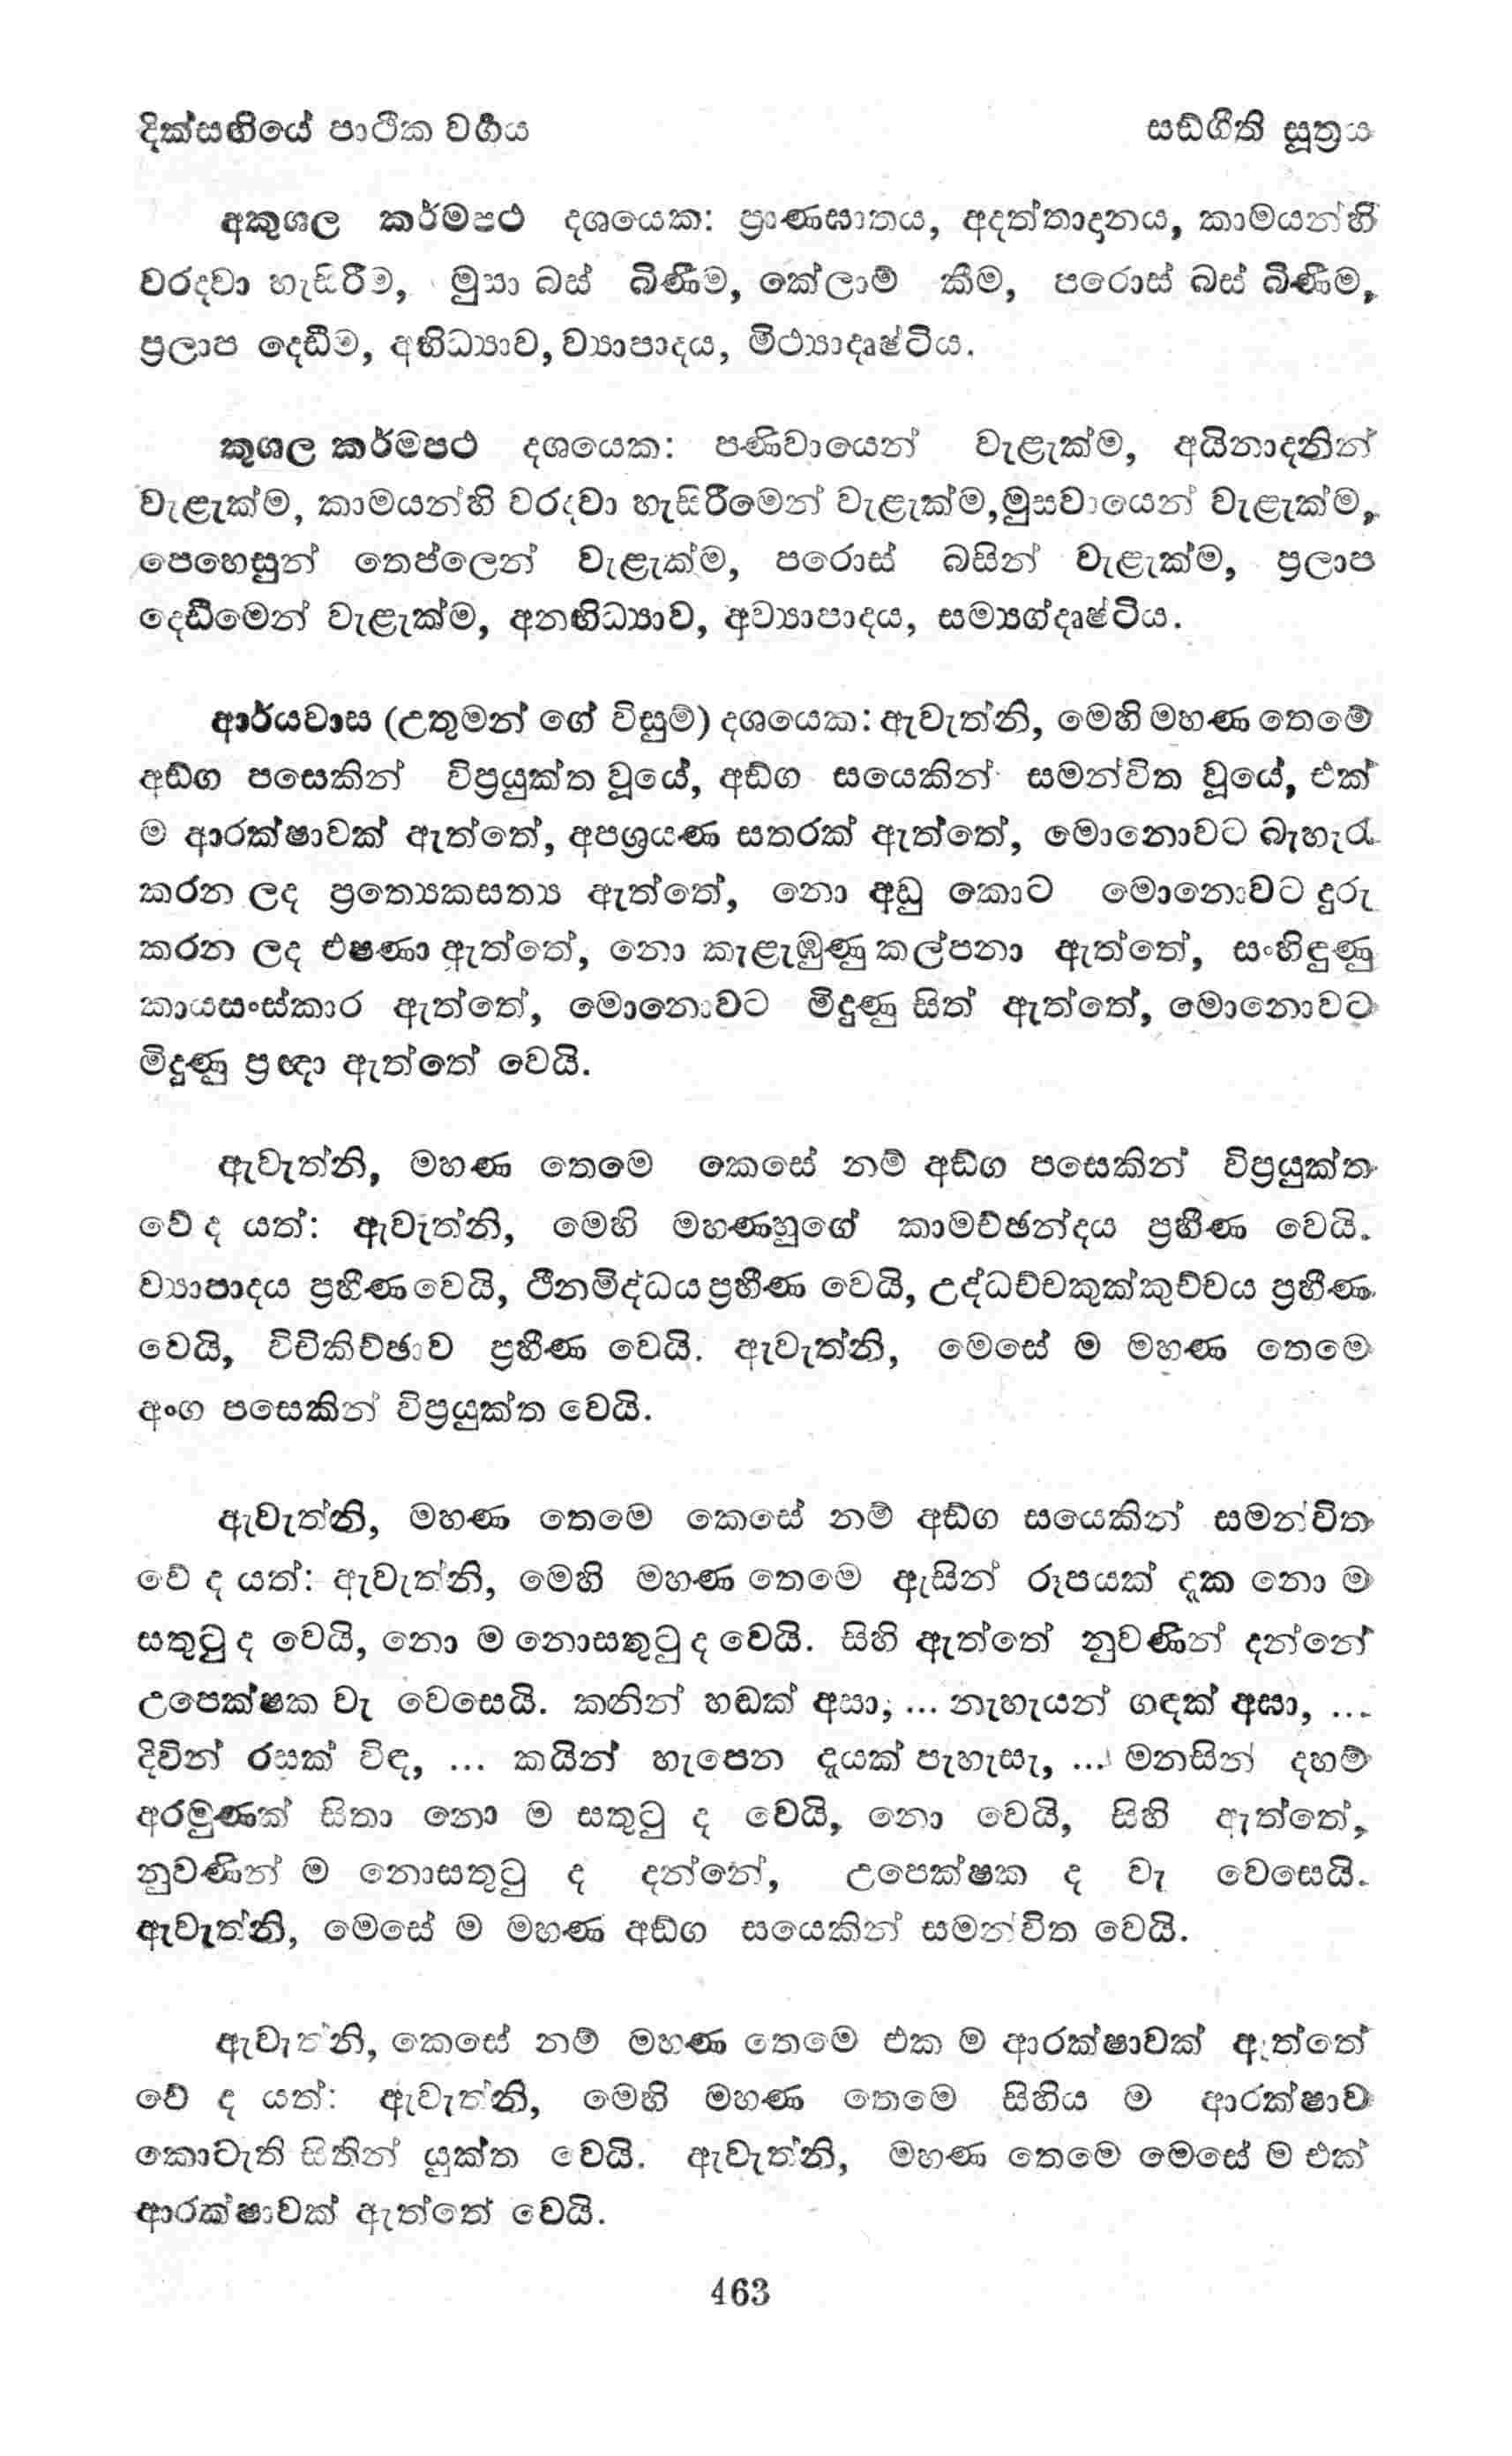 දික්සඟියේ පාථික වර්‍ගය
සඬ්ගීති සූත්‍රය
අකුශල කර්මපථ දශයෙක: ප්‍රාණඝාතය, අදත්තාදානය, කාමයන්හි
වරදවා හැසිරීම, මුසා බස් බිණීම, කේලාම් කීම, පරොස් බස් බිණීම,
ප්‍රලාප දෙඩීම, අභිධ්‍යාව, ව්‍යාපාදය, මිථ්‍යාදෘෂ්ටිය.
කුශල කර්මපථ දශයෙක: පණිවායෙන් වැළැක්ම, අයිනාදනින්
වැළැක්ම, කාමයන්හි වරදවා හැසිරීමෙන් වැළැක්ම, මුසවායෙන් වැළැක්ම,
පෙහෙසුන් තෙප්ලෙන් වැළැක්ම, පරොස් බසින් වැළැක්ම, ප්‍රලාප
දෙඩීමෙන් වැළැක්ම, අනභිධ්‍යාව, අව්‍යාපාදය, සම්‍යග්දෘෂ්ටිය.
ආර්යවාස (උතුමන් ගේ විසුම්) දශයෙක: ඇවැත්නි, මෙහි මහණ තෙමේ
අඬ්ග පසෙකින් විප්‍රයුක්ත වූයේ, අඬ්ග සයෙකින් සමන්විත වූයේ, එක්
ම ආරක්ෂාවක් ඇත්තේ, අපශ්‍රයණ සතරක් ඇත්තේ, මොනොවට බැහැර
කරන ලද ප්‍රත්‍යෙකසත්‍ය ඇත්තේ, නො අඩු කොට මොනොවට දුරු
කරන ලද එෂණා ඇත්තේ, නො කැළැඹුණු කල්පනා ඇත්තේ, සංහිඳුණු
කායසංස්කාර ඇත්තේ, මොනොවට මිදුණු සිත් ඇත්තේ, මොනොවට
මිදුණු ප්‍රඥා ඇත්තේ වෙයි.
ඇවැත්නි, මහණ තෙමෙ කෙසේ නම් අඬ්ග පසෙකින් විප්‍රයුක්ත
වේ ද යත්: ඇවැත්නි, මෙහි මහණහුගේ කාමච්ඡන්දය ප්‍රහීණ වෙයි.
ව්‍යාපාදය ප්‍රහීණ වෙයි, ථීනමිද්ධය ප්‍රහීණ වෙයි, උද්ධච්චකුක්කුච්චය ප්‍රහීණ
වෙයි, විචිකිච්ඡාව ප්‍රහීණ වෙයි. ඇවැත්නි, මෙසේ ම මහණ තෙමෙ
අංග පසෙකින් විප්‍රයුක්ත වෙයි.
ඇවැත්නි, මහණ තෙමෙ කෙසේ නම් අඬ්ග සයෙකින් සමන්විත
වේ ද යත්: ඇවැත්නි, මෙහි මහණ තෙමෙ ඇසින් රූපයක් දැක නො ම
සතුටු ද වෙයි, නො ම නොසතුටු ද වෙයි. සිහි ඇත්තේ නුවණින් දන්නේ
උපෙක්ෂක වැ වෙසෙයි. කනින් හඬක් අසා, ... නැහැයන් ගඳක් අඝා, ...
දිවින් රසක් විඳ, ... කයින් හැපෙන දැයක් පැහැසැ, ... මනසින් දහම්
අරමුණක් සිතා නො ම සතුටු ද වෙයි, නො වෙයි, සිහි ඇත්තේ,
නුවණින් ම නොසතුටු ද දන්නේ, උපෙක්ෂක ද වැ වෙසෙයි.
ඇවැත්නි, මෙසේ ම මහණ අඬ්ග සයෙකින් සමන්විත වෙයි.
ඇවැත්නි, කෙසේ නම් මහණ තෙමෙ එක ම ආරක්ෂාවක් ඇත්තේ
වේ ද යත්: ඇවැත්නි, මෙහි මහණ තෙමෙ සිහිය ම ආරක්ෂාව
කොටැති සිතින් යුක්ත වෙයි. ඇවැත්නි, මහණ තෙමෙ මෙසේ ම එක්
ආරක්ෂාවක් ඇත්තේ වෙයි.
463